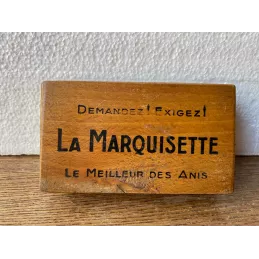 DEMANDEZ! EXIGEZ!
LA MARQUISETTE
LE MEILLEUR DES ANIS